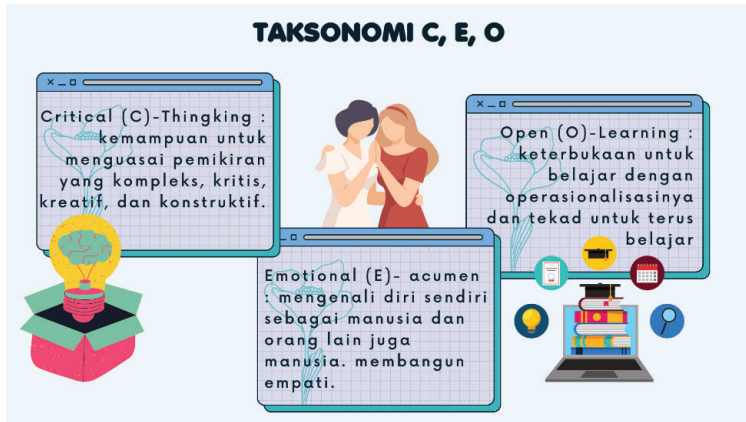 TAKSONOMI C, E, O
Critical (C)-Thingking :
kemampuan untuk
menguasai pemikiran
yang kompleks, kritis,
kreatif, dan konstruktif.
Emotional (E)- acumen
: mengenali diri sendiri
sebagai manusia dan
orang lain juga
manusia. membangun
empati.
Open (O)-Learning :
keterbukaan untuk
belajar dengan
operasionalisasinya
dan tekad untuk terus
belajar